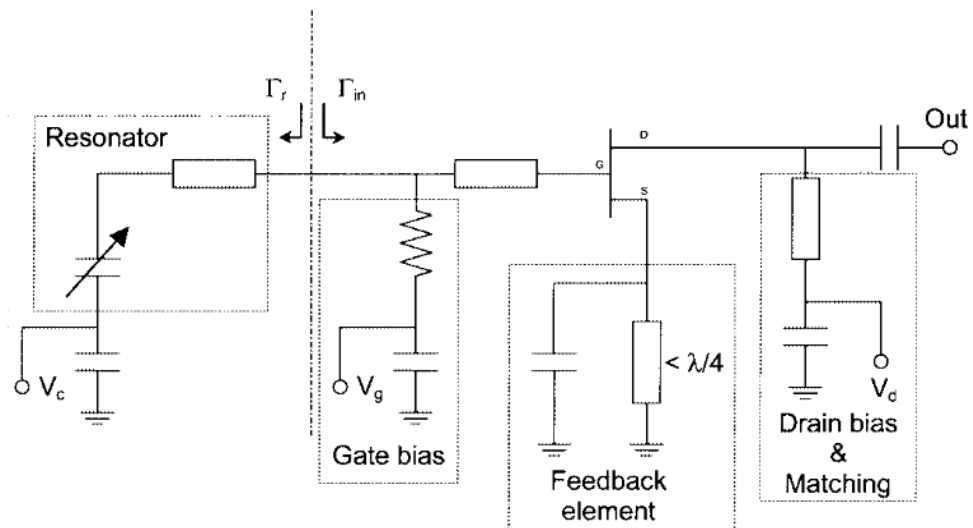 Γr
Γin
Resonator
Out
D
G
S
Vc
Vg
< λ/4
Vd
Gate bias
Drain bias
&
Matching
Feedback
element